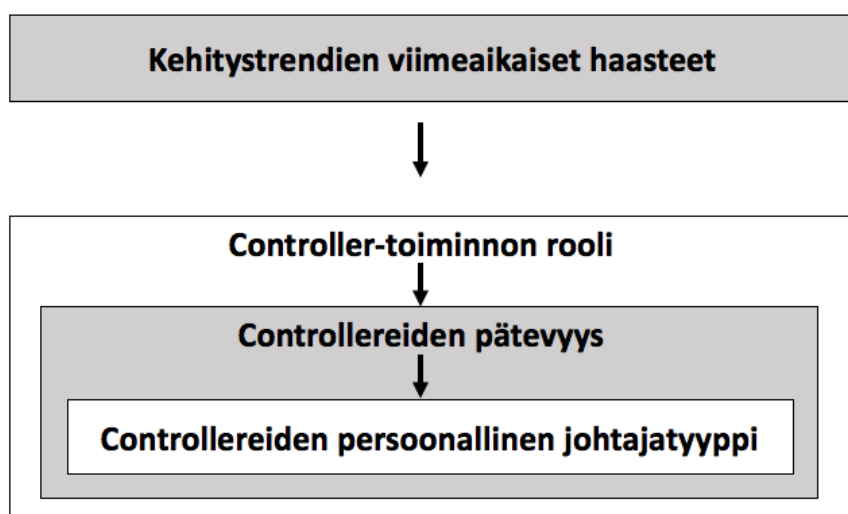 Kehitystrendien viimeaikaiset haasteet
Controller-toiminnon rooli
Controllereiden pätevyys
Controllereiden persoonallinen johtajatyyppi